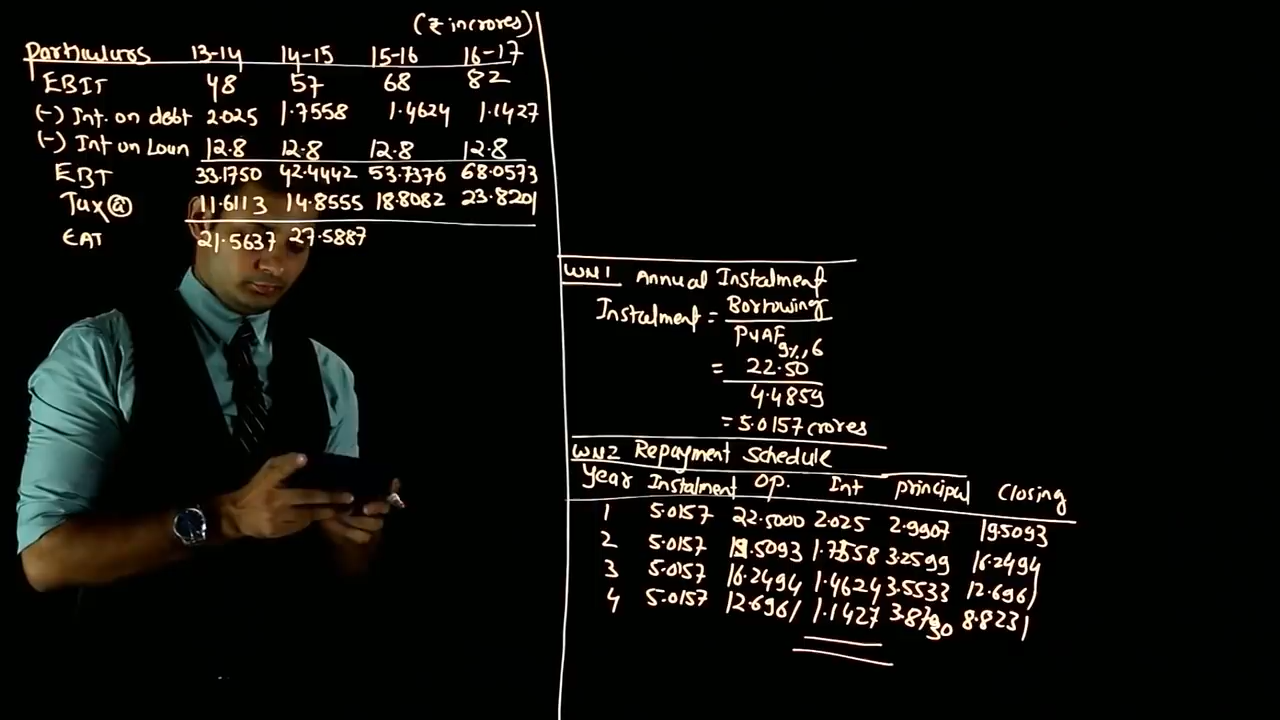 (₹ in crores)
Particulars 13-14 14-15 15-16 16-17
EBIT 48 57 68 82
(-) Int. on debt 2.025 1.7558 1.4624 1.1427
(-) Int on Loan 12.8 12.8 12.8 12.8
EBT 33.1750 42.4442 53.7376 68.0573
Tax @ 11.6113 14.8555 18.8082 23.8201
EAT 21.5637 27.5887
WN1 Annual Instalment
Instalment = Borrowing
PVAF 9%, 6
= 22.50
4.4859
= 5.0157 crores
WN2 Repayment Schedule
Year Instalment Op. Int principal Closing
1 5.0157 22.5000 2.025 2.9907 19.5093
2 5.0157 19.5093 1.7558 3.2599 16.2494
3 5.0157 16.2494 1.4624 3.5533 12.6961
4 5.0157 12.6961 1.1427 3.8730 8.8231